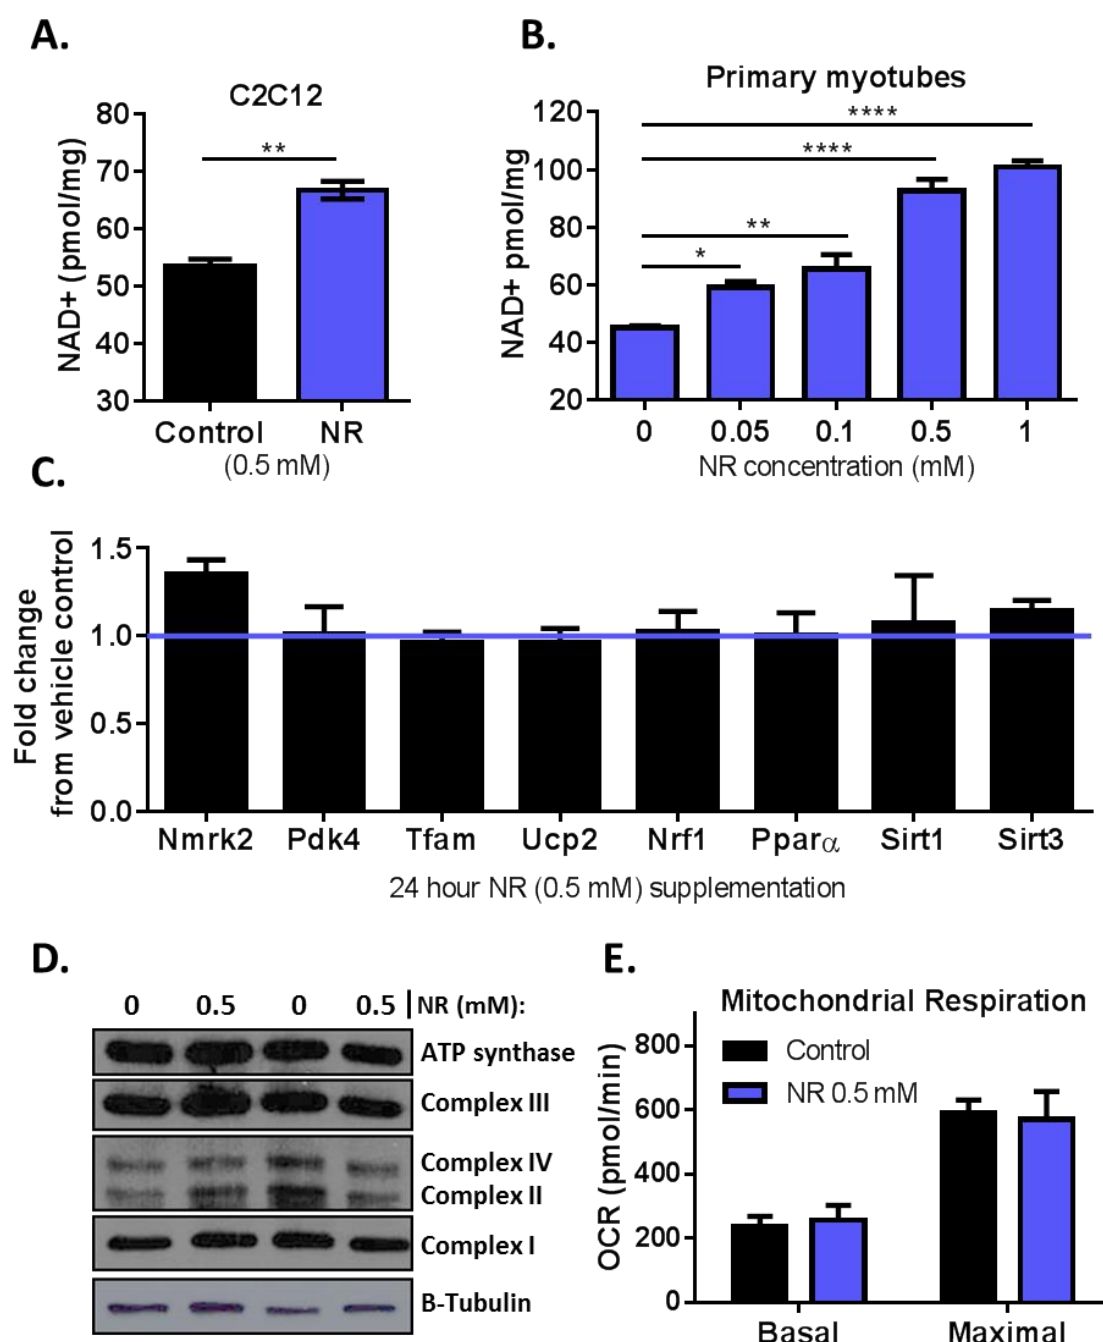 A.
C2C12
NAD+ (pmol/mg)
80
70
60
50
40
30
**
Control
NR
(0.5 mM)
B.
Primary myotubes
NAD+ pmol/mg
120
100
80
60
40
20
****
****
**
*
0 0.05 0.1 0.5 1
NR concentration (mM)
C.
Fold change
from vehicle control
1.5
1.0
0.5
0.0
Nmrk2 Pdk4 Tfam Ucp2 Nrf1 Pparα Sirt1 Sirt3
24 hour NR (0.5 mM) supplementation
D.
0 0.5 0 0.5 NR (mM):
ATP synthase
Complex III
Complex IV
Complex II
Complex I
B-Tubulin
E.
Mitochondrial Respiration
Control
NR 0.5 mM
OCR (pmol/min)
800
600
400
200
0
Basal Maximal